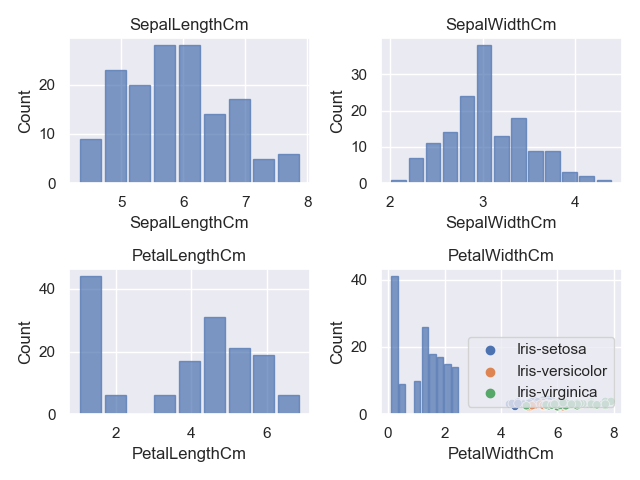 SepalLengthCm
Count
20
10
0
5 6 7 8
SepalLengthCm
SepalWidthCm
Count
30
20
10
0
2 3 4
SepalWidthCm
PetalLengthCm
Count
40
20
0
2 4 6
PetalLengthCm
PetalWidthCm
Count
40
20
0
Iris-setosa
Iris-versicolor
Iris-virginica
0 2 4 6 8
PetalWidthCm